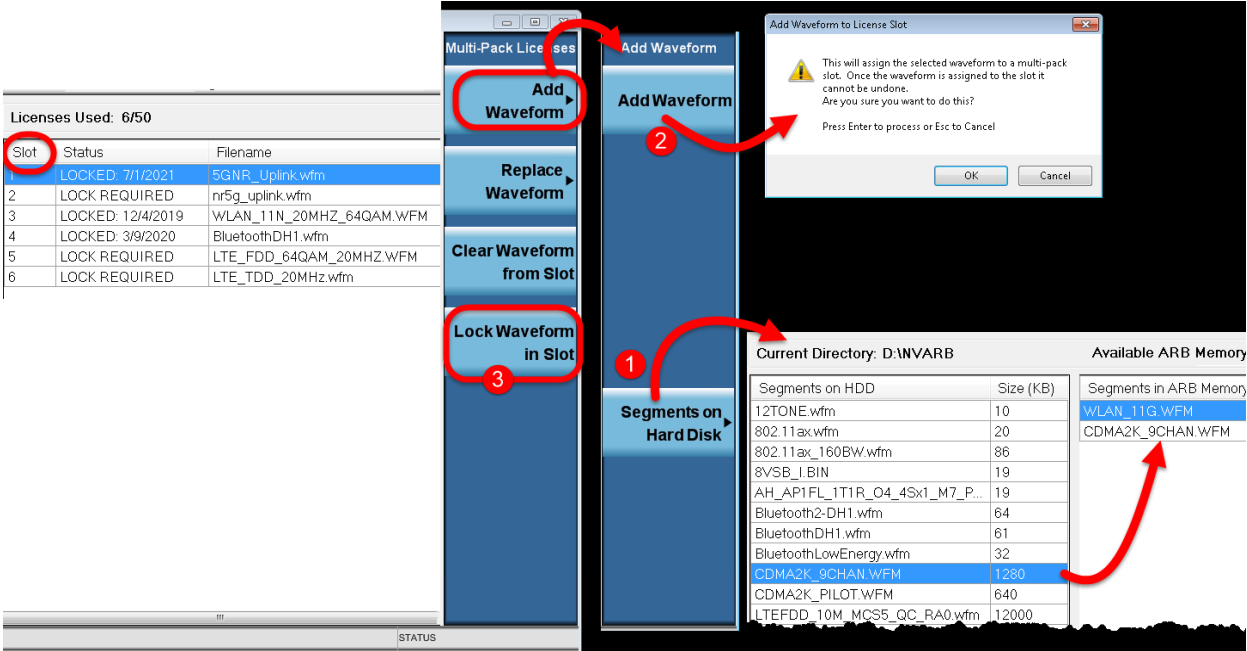 Licenses Used: 6/50
Slot Status Filename
1 LOCKED: 7/1/2021 5GNR_Uplink.wfm
2 LOCK REQUIRED nr5g_uplink.wfm
3 LOCKED: 12/4/2019 WLAN_11N_20MHZ_64QAM.WFM
4 LOCKED: 3/9/2020 BluetoothDH1.wfm
5 LOCK REQUIRED LTE_FDD_64QAM_20MHZ.WFM
6 LOCK REQUIRED LTE_TDD_20MHz.wfm
STATUS
Multi-Pack Licenses
Add
Waveform
Replace
Waveform
Clear Waveform
from Slot
Lock Waveform
in Slot
3
Add Waveform
Add Waveform
2
1
Segments on
Hard Disk
Add Waveform to License Slot
This will assign the selected waveform to a multi-pack
slot. Once the waveform is assigned to the slot it
cannot be undone.
Are you sure you want to do this?
Press Enter to process or Esc to Cancel
OK Cancel
Current Directory: D:\NVARB Available ARB Memory
Segments on HDD Size (KB)
12TONE.wfm 10
802.11ax.wfm 20
802.11ax_160BW.wfm 86
8VSB_I.BIN 19
AH_AP1FL_1T1R_O4_4Sx1_M7_P... 19
Bluetooth2-DH1.wfm 64
BluetoothDH1.wfm 61
BluetoothLowEnergy.wfm 32
CDMA2K_9CHAN.WFM 1280
CDMA2K_PILOT.WFM 640
LTEFDD_10M_MCS5_QC_RA0.wfm 12000
Segments in ARB Memory
WLAN_11G.WFM
CDMA2K_9CHAN.WFM